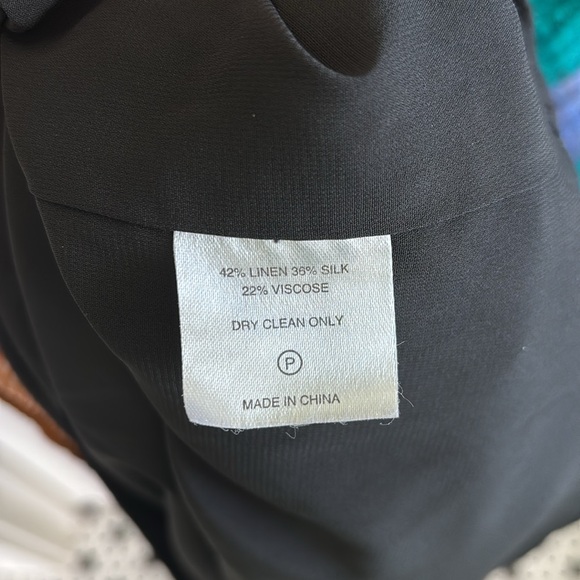 42% LINEN 36% SILK
22% VISCOSE
DRY CLEAN ONLY
P
MADE IN CHINA